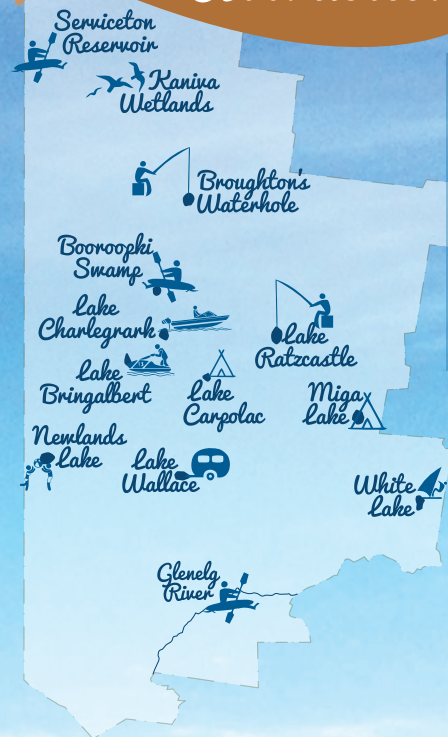 Serviceton
Reservoir
Kaniva
Wetlands
Broughton's
Waterhole
Booroopki
Swamp
Lake
Charlegrark
Lake
Ratzcastle
Lake
Bringalbert
Lake
Carpolac
Miga
Lake
Newlands
Lake
Lake
Wallace
White
Lake
Glenelg
River